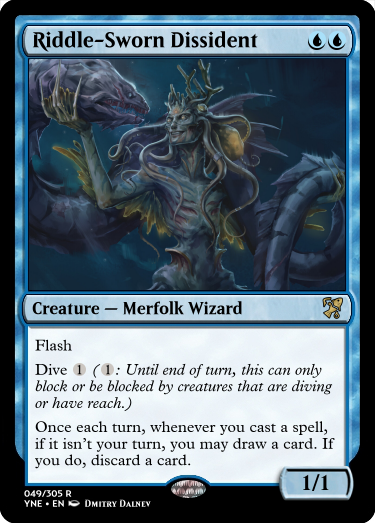 Riddle-Sworn Dissident
Creature — Merfolk Wizard
Flash
Dive 1 (1: Until end of turn, this can only
block or be blocked by creatures that are diving
or have reach.)
Once each turn, whenever you cast a spell,
if it isn't your turn, you may draw a card. If
you do, discard a card.
1/1
049/305 R
YNE • EN Dmitry Dalnev